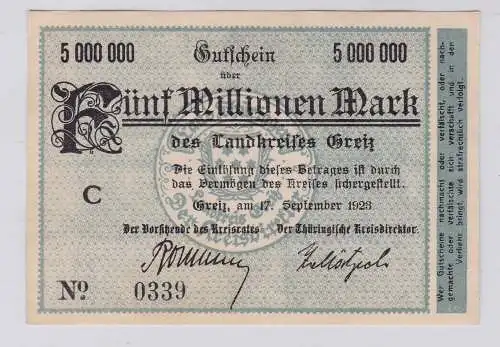 5 000 000 Gutschein 5 000 000
über
Fünf Millionen Mark
des Landkreises Greiz
Die Einlösung dieses Betrages ist durch
das Vermögen des Kreises sichergestellt.
C
Greiz, am 17. September 1923
Der Vorsitzende des Kreisrates
Der Thüringische Kreisdirektor.
No. 0339
Wer Gutscheine nachmacht oder verfälscht, oder nach-
gemachte oder verfälschte sich verschafft und in den
Verkehr bringt wird strafrechtlich verfolgt.